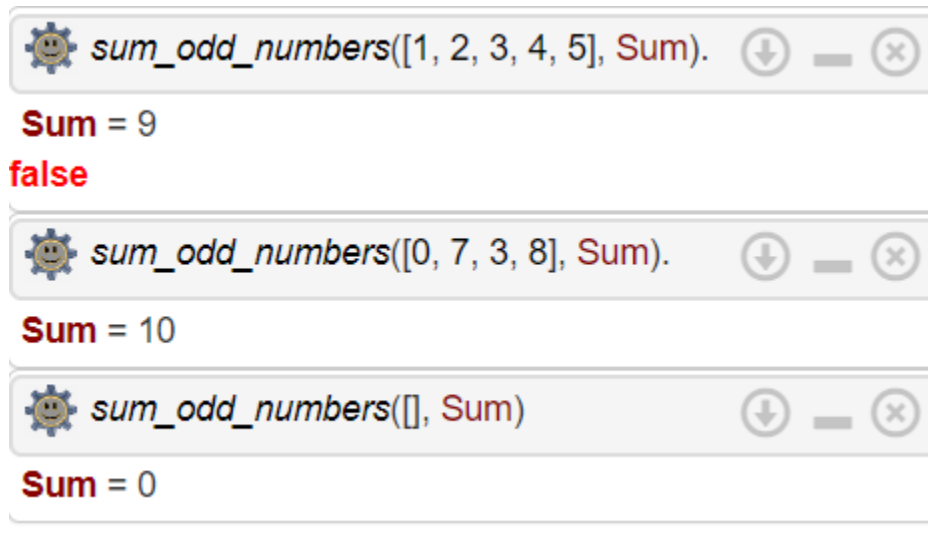 sum_odd_numbers([1, 2, 3, 4, 5], Sum).
Sum = 9
false
sum_odd_numbers([0, 7, 3, 8], Sum).
Sum = 10
sum_odd_numbers([], Sum)
Sum = 0